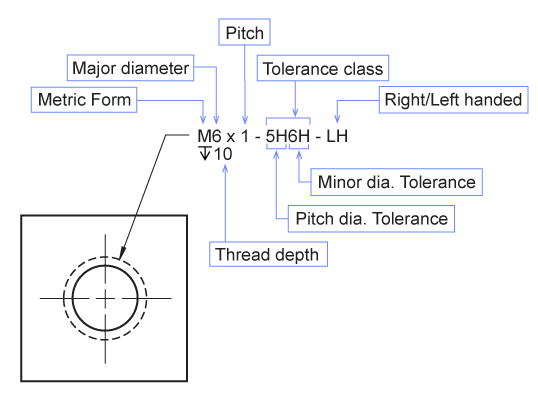 Pitch
Major diameter
Tolerance class
Metric Form
Right/Left handed
M6 x 1 - 5H6H - LH
↧10
Minor dia. Tolerance
Pitch dia. Tolerance
Thread depth